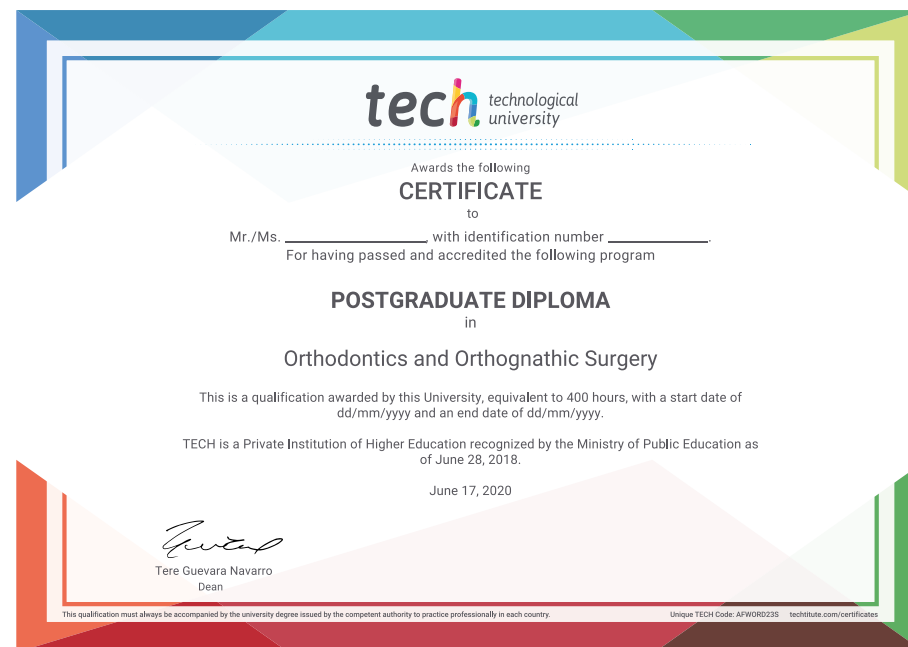 tech technological
university
Awards the following
CERTIFICATE
to
Mr./Ms. ____________________, with identification number ______________.
For having passed and accredited the following program
POSTGRADUATE DIPLOMA
in
Orthodontics and Orthognathic Surgery
This is a qualification awarded by this University, equivalent to 400 hours, with a start date of
dd/mm/yyyy and an end date of dd/mm/yyyy.
TECH is a Private Institution of Higher Education recognized by the Ministry of Public Education as
of June 28, 2018.
June 17, 2020
Tere Guevara Navarro
Dean
This qualification must always be accompanied by the university degree issued by the competent authority to practice professionally in each country. Unique TECH Code: AFWORD23S techtitute.com/certificates